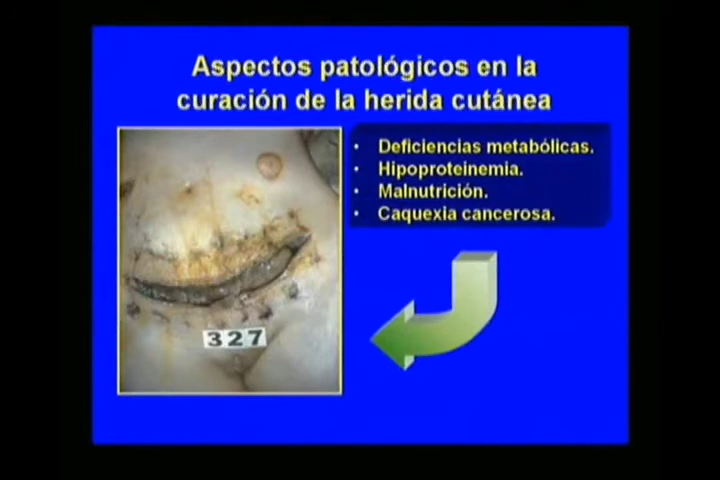 Aspectos patológicos en la
curación de la herida cutánea
• Deficiencias metabólicas.
• Hipoproteinemia.
• Malnutrición.
• Caquexia cancerosa.
327